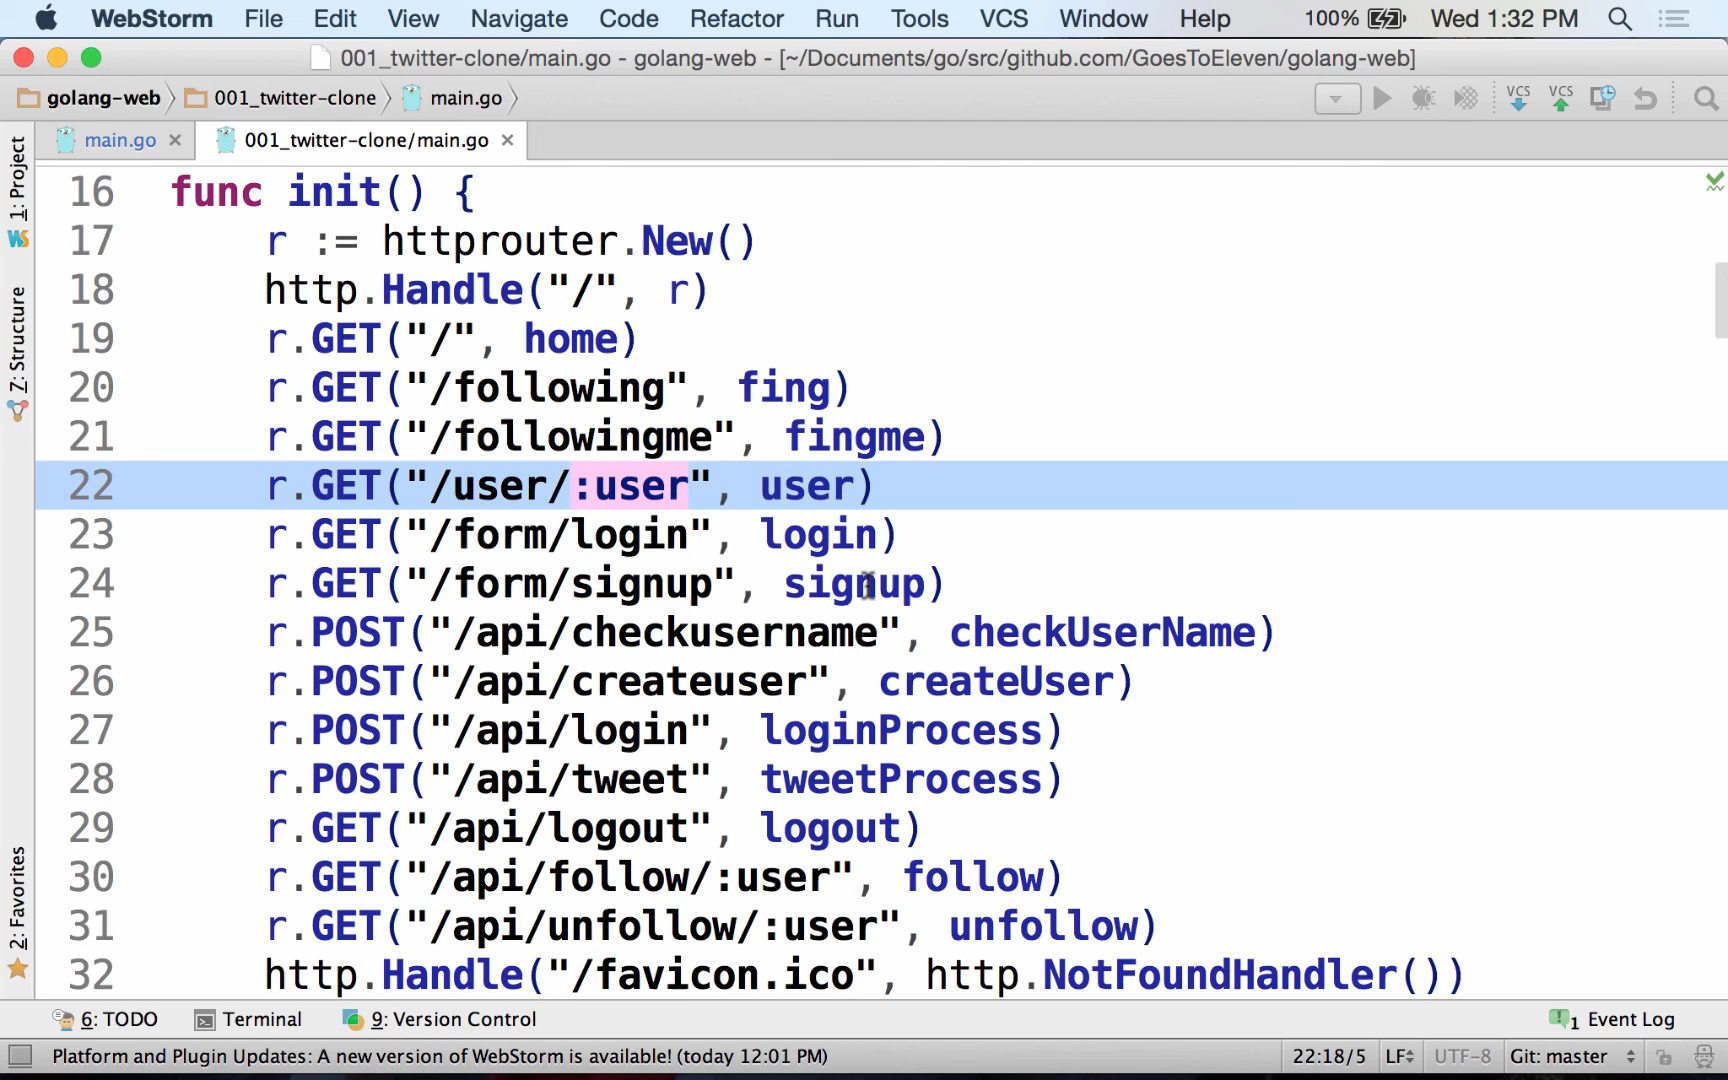 WebStorm File Edit View Navigate Code Refactor Run Tools VCS Window Help 100% Wed 1:32 PM
001_twitter-clone/main.go - golang-web - [~/Documents/go/src/github.com/GoesToEleven/golang-web]
golang-web 001_twitter-clone main.go VCS VCS
main.go 001_twitter-clone/main.go
1: Project
7: Structure
2: Favorites
16 func init() {
17 r := httprouter.New()
18 http.Handle("/", r)
19 r.GET("/", home)
20 r.GET("/following", fing)
21 r.GET("/followingme", fingme)
22 r.GET("/user/:user", user)
23 r.GET("/form/login", login)
24 r.GET("/form/signup", signup)
25 r.POST("/api/checkusername", checkUserName)
26 r.POST("/api/createuser", createUser)
27 r.POST("/api/login", loginProcess)
28 r.POST("/api/tweet", tweetProcess)
29 r.GET("/api/logout", logout)
30 r.GET("/api/follow/:user", follow)
31 r.GET("/api/unfollow/:user", unfollow)
32 http.Handle("/favicon.ico", http.NotFoundHandler())
6: TODO Terminal 9: Version Control 1 Event Log
Platform and Plugin Updates: A new version of WebStorm is available! (today 12:01 PM) 22:18/5 LF UTF-8 Git: master